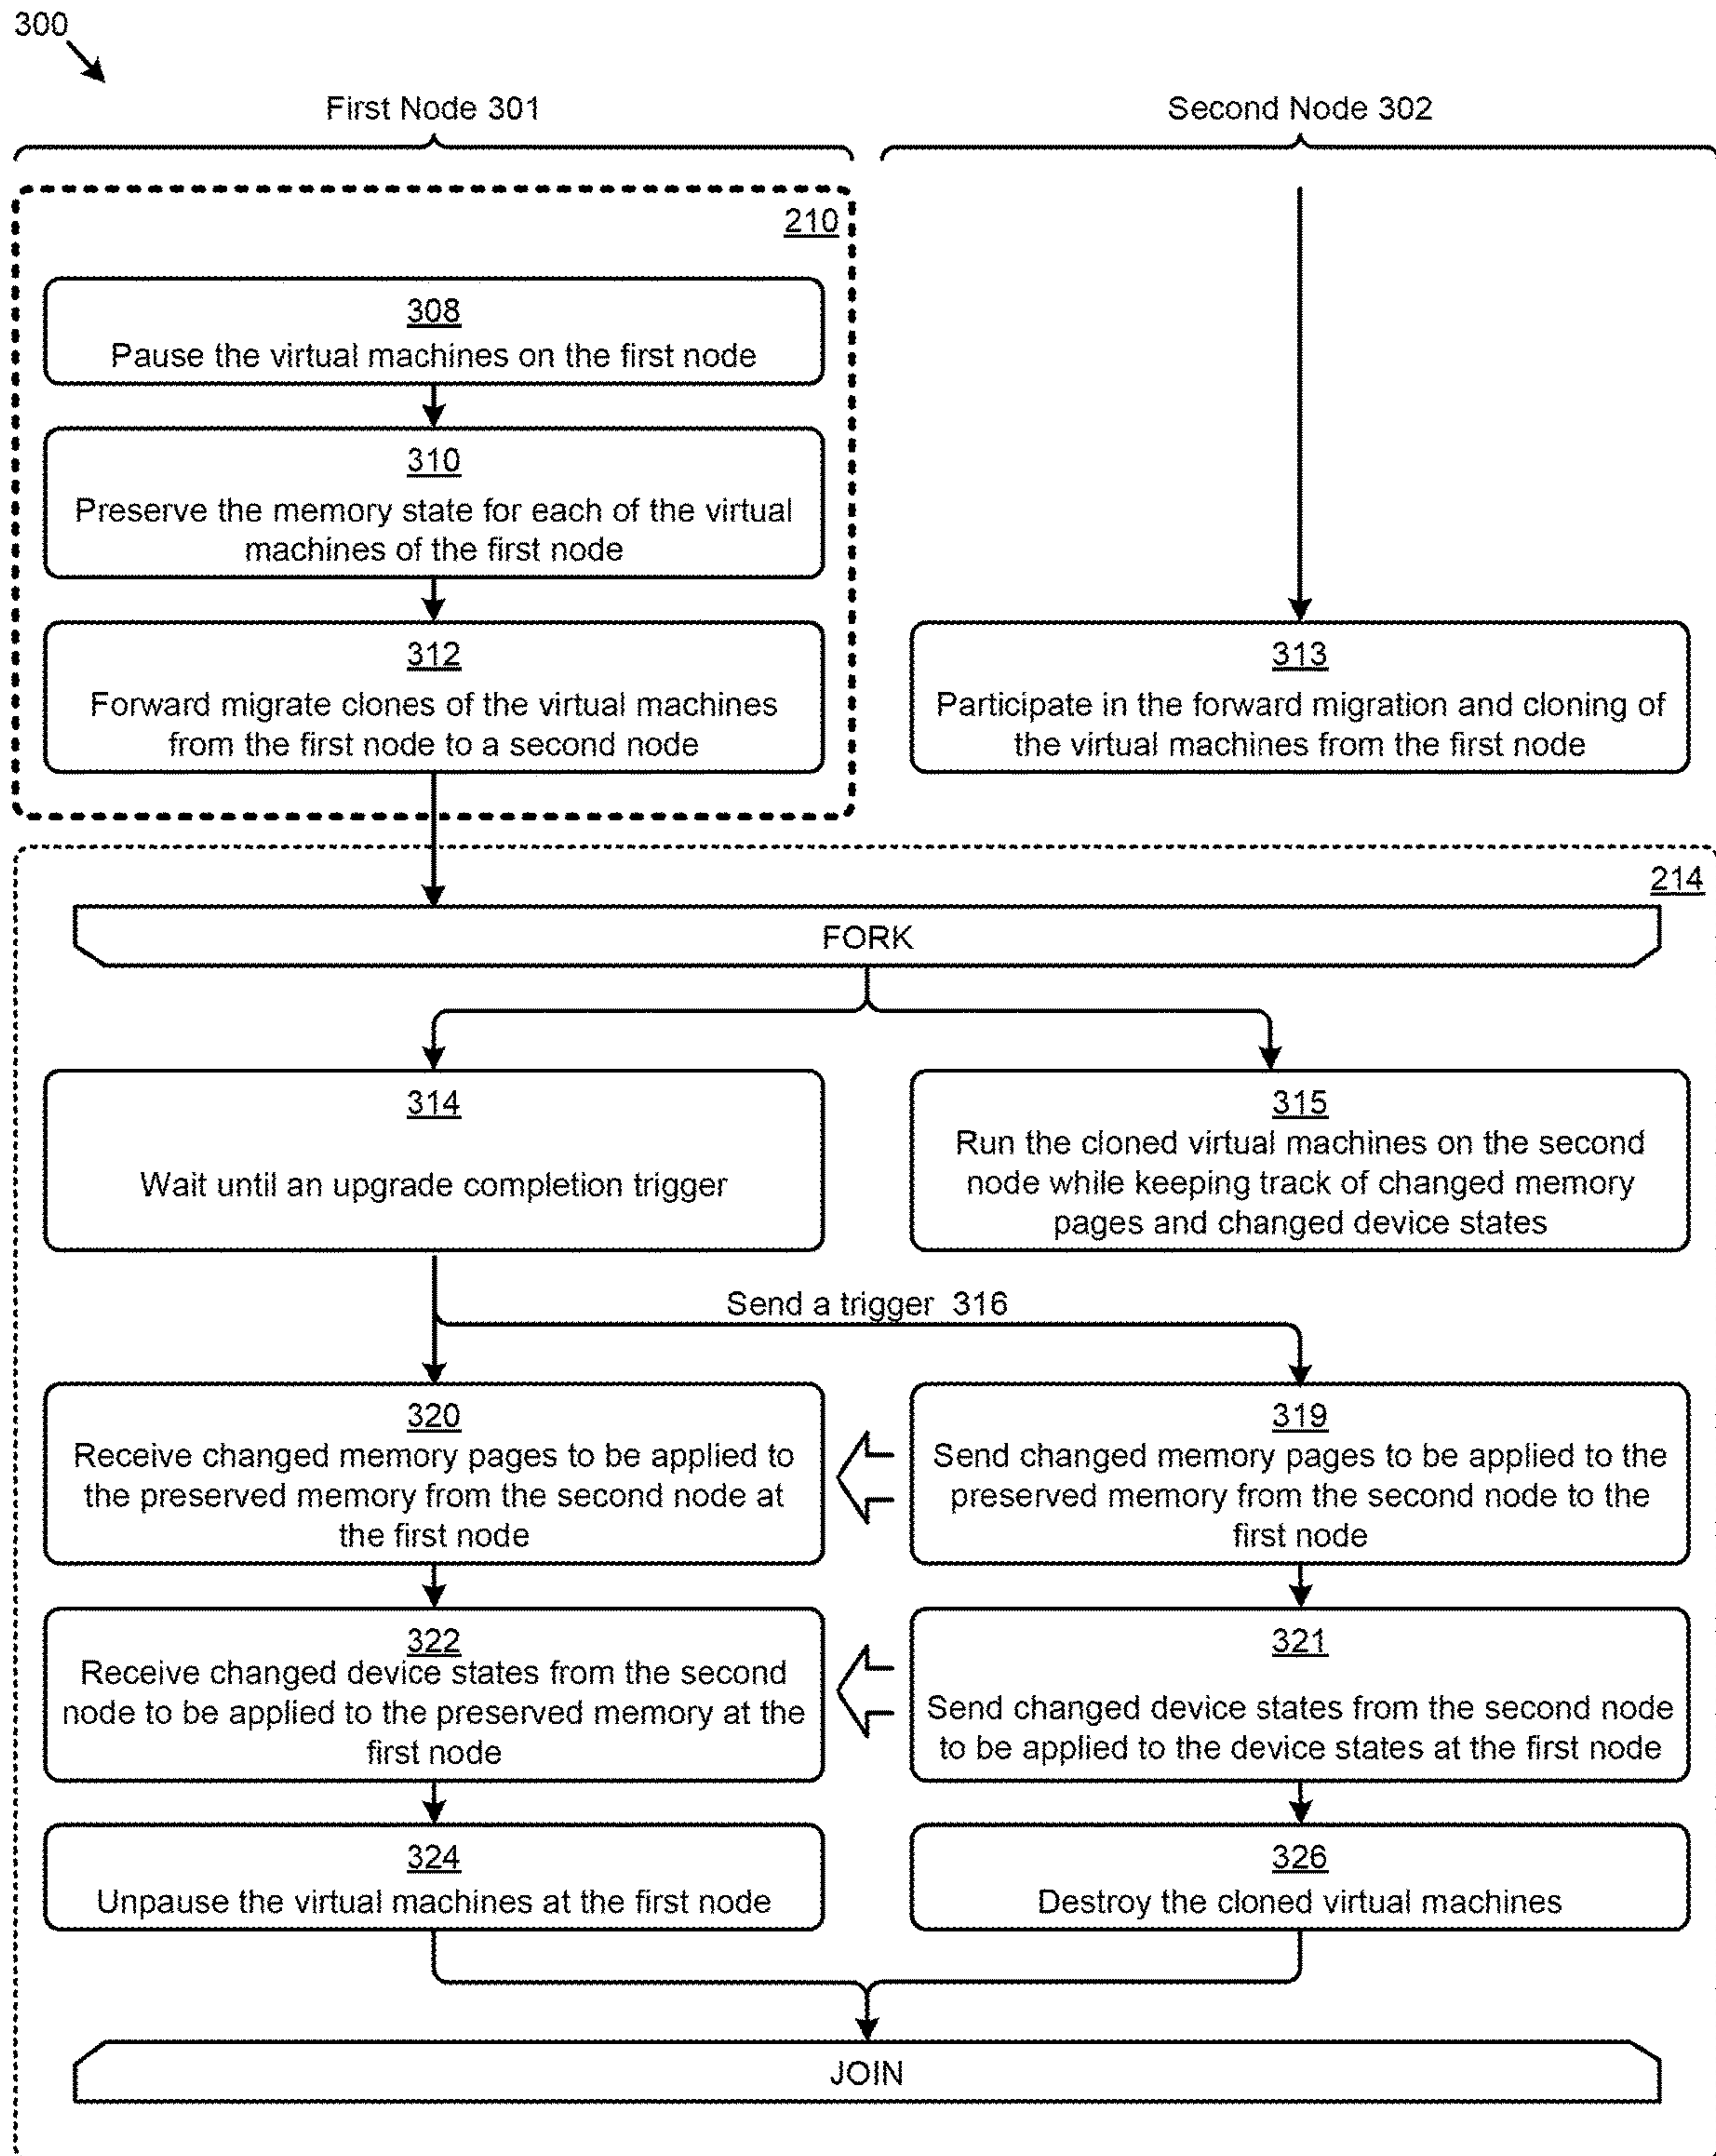 300
First Node 301
Second Node 302
210
308
Pause the virtual machines on the first node
310
Preserve the memory state for each of the virtual
machines of the first node
312
Forward migrate clones of the virtual machines
from the first node to a second node
313
Participate in the forward migration and cloning of
the virtual machines from the first node
214
FORK
314
Wait until an upgrade completion trigger
315
Run the cloned virtual machines on the second
node while keeping track of changed memory
pages and changed device states
Send a trigger 316
320
Receive changed memory pages to be applied to
the preserved memory from the second node at
the first node
319
Send changed memory pages to be applied to the
preserved memory from the second node to the
first node
322
Receive changed device states from the second
node to be applied to the preserved memory at the
first node
321
Send changed device states from the second node
to be applied to the device states at the first node
324
Unpause the virtual machines at the first node
326
Destroy the cloned virtual machines
JOIN